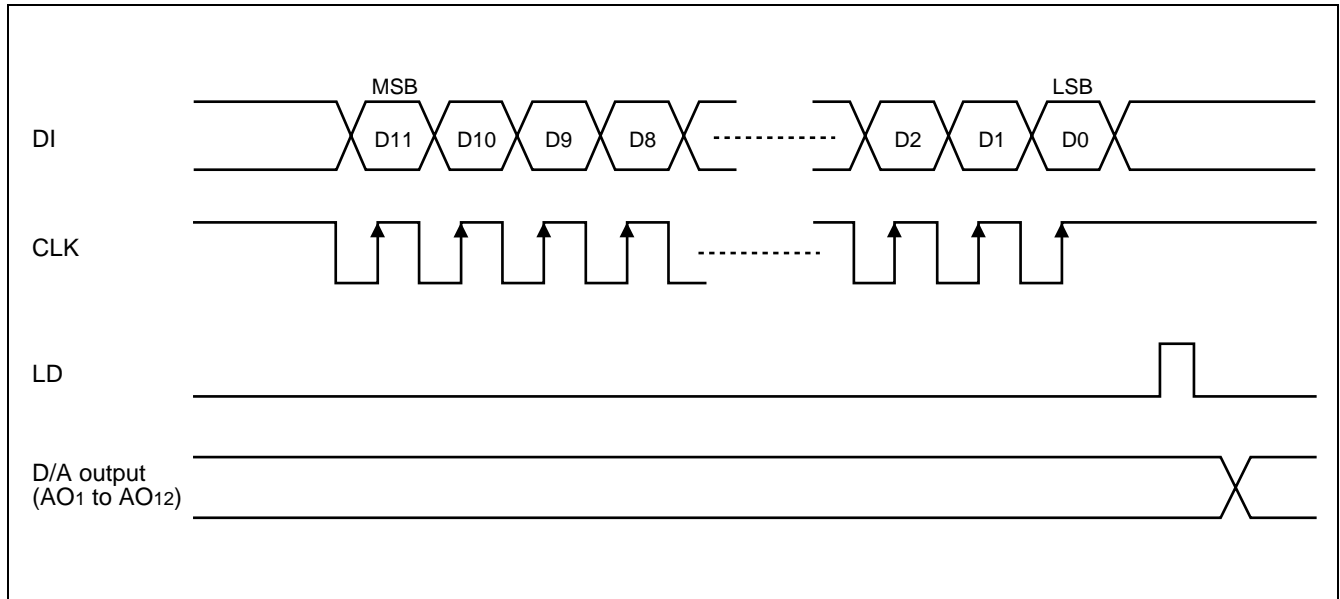 MSB LSB
DI D11 D10 D9 D8 D2 D1 D0
CLK
LD
D/A output
(AO1 to AO12)